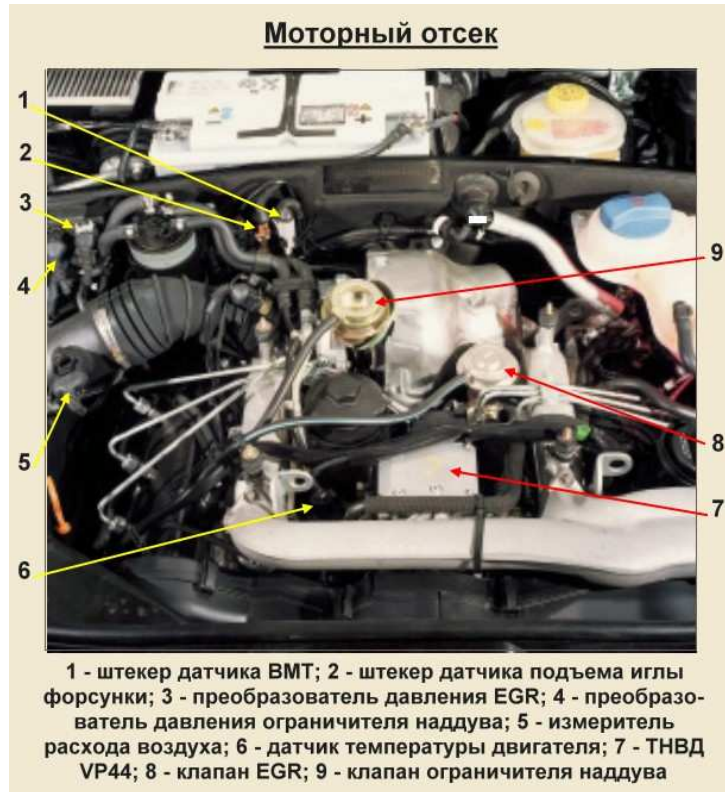 Моторный отсек
1
2
3
4
5
6
9
8
7
1 - штекер датчика ВМТ; 2 - штекер датчика подъема иглы
форсунки; 3 - преобразователь давления EGR; 4 - преобразо-
ватель давления ограничителя наддува; 5 - измеритель
расхода воздуха; 6 - датчик температуры двигателя; 7 - ТНВД
VP44; 8 - клапан EGR; 9 - клапан ограничителя наддува